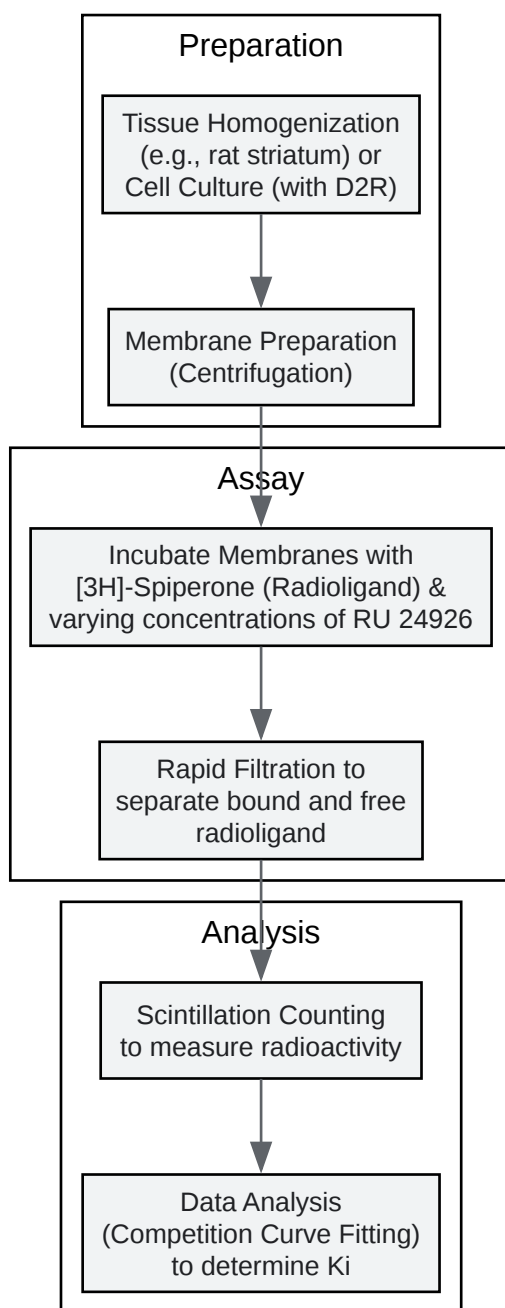 Preparation
Tissue Homogenization
(e.g., rat striatum) or
Cell Culture (with D2R)
Membrane Preparation
(Centrifugation)
Assay
Incubate Membranes with
[3H]-Spiperone (Radioligand) &
varying concentrations of RU 24926
Rapid Filtration to
separate bound and free
radioligand
Analysis
Scintillation Counting
to measure radioactivity
Data Analysis
(Competition Curve Fitting)
to determine Ki